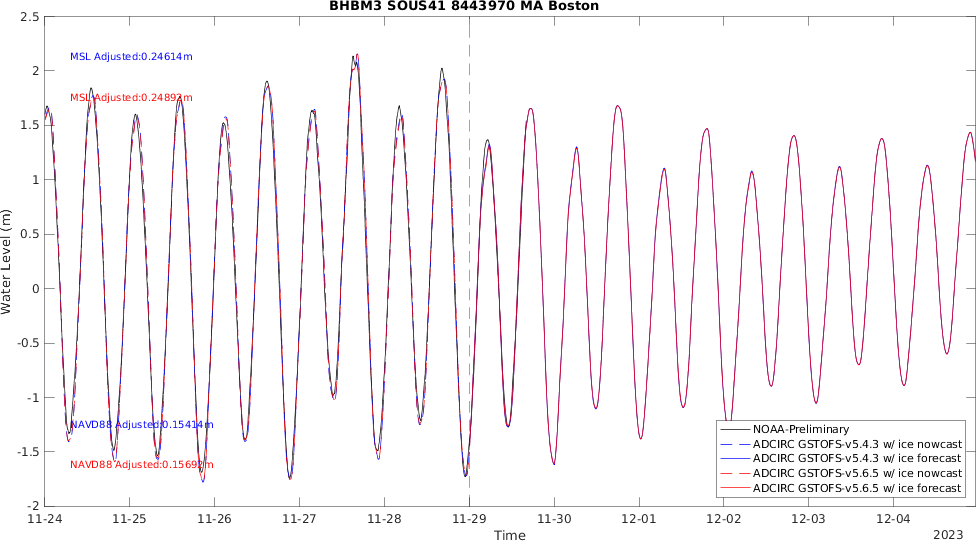 BHBM3 SOUS41 8443970 MA Boston
2.5
2
1.5
1
0.5
0
-0.5
-1
-1.5
-2
Water Level (m)
MSL Adjusted:0.24614m
MSL Adjusted:0.24892m
NAVD88 Adjusted:0.15414m
NAVD88 Adjusted:0.15692m
NOAA-Preliminary
ADCIRC GSTOFS-v5.4.3 w/ ice nowcast
ADCIRC GSTOFS-v5.4.3 w/ ice forecast
ADCIRC GSTOFS-v5.6.5 w/ ice nowcast
ADCIRC GSTOFS-v5.6.5 w/ ice forecast
11-24 11-25 11-26 11-27 11-28 11-29 11-30 12-01 12-02 12-03 12-04
Time
2023